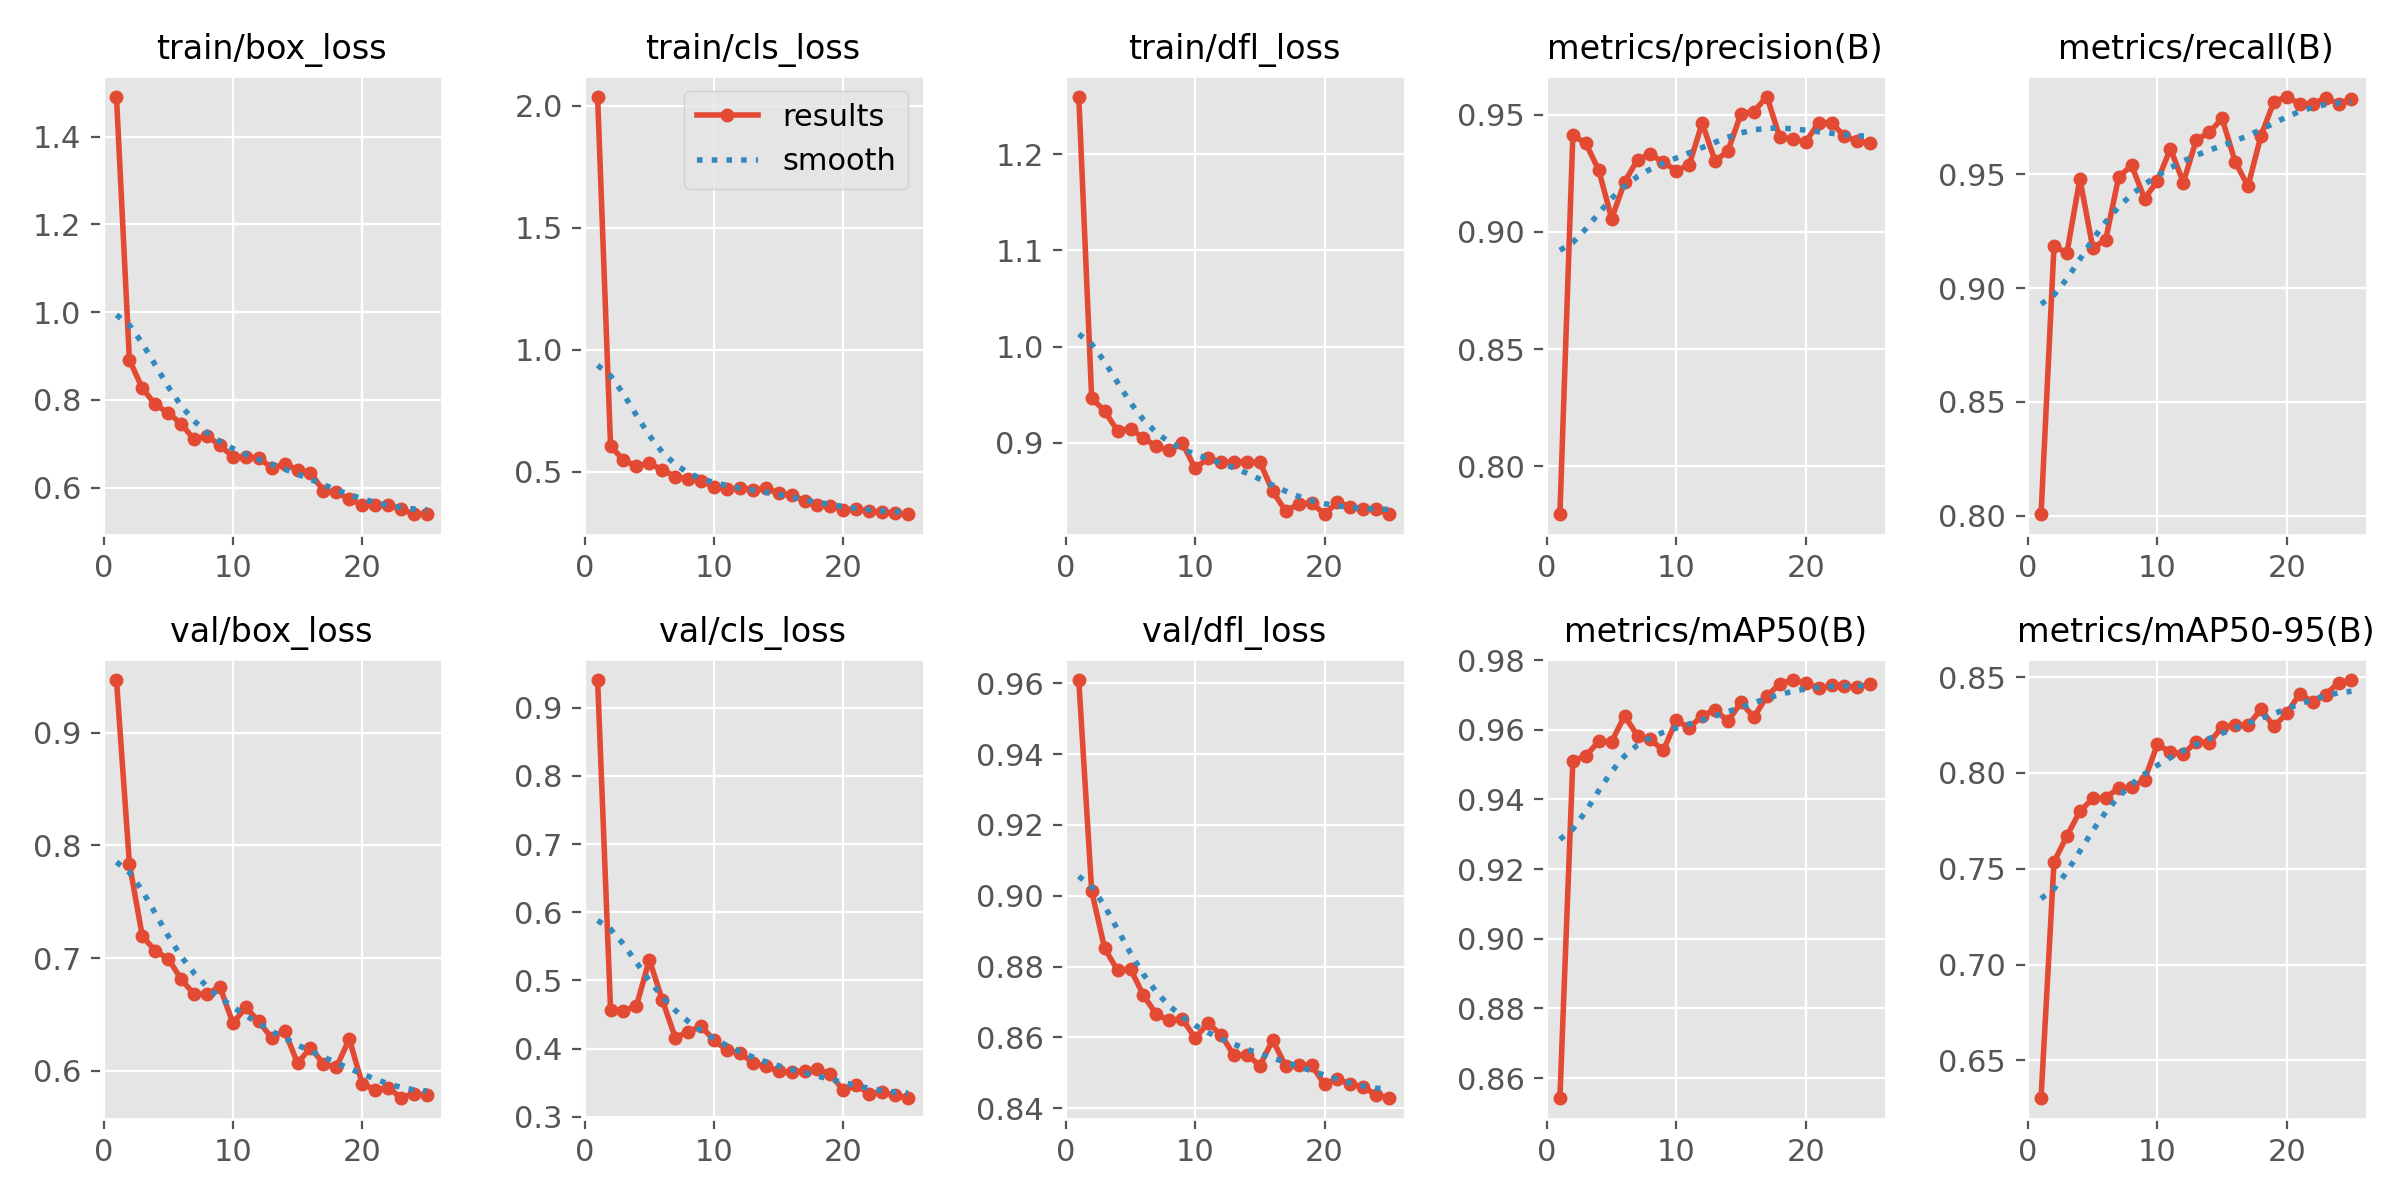 train/box_loss
1.4
1.2
1.0
0.8
0.6
0 10 20
train/cls_loss
results
smooth
2.0
1.5
1.0
0.5
0 10 20
train/dfl_loss
1.2
1.1
1.0
0.9
0 10 20
metrics/precision(B)
0.95
0.90
0.85
0.80
0 10 20
metrics/recall(B)
0.95
0.90
0.85
0.80
0 10 20
val/box_loss
0.9
0.8
0.7
0.6
0 10 20
val/cls_loss
0.9
0.8
0.7
0.6
0.5
0.4
0.3
0 10 20
val/dfl_loss
0.96
0.94
0.92
0.90
0.88
0.86
0.84
0 10 20
metrics/mAP50(B)
0.98
0.96
0.94
0.92
0.90
0.88
0.86
0 10 20
metrics/mAP50-95(B)
0.85
0.80
0.75
0.70
0.65
0 10 20